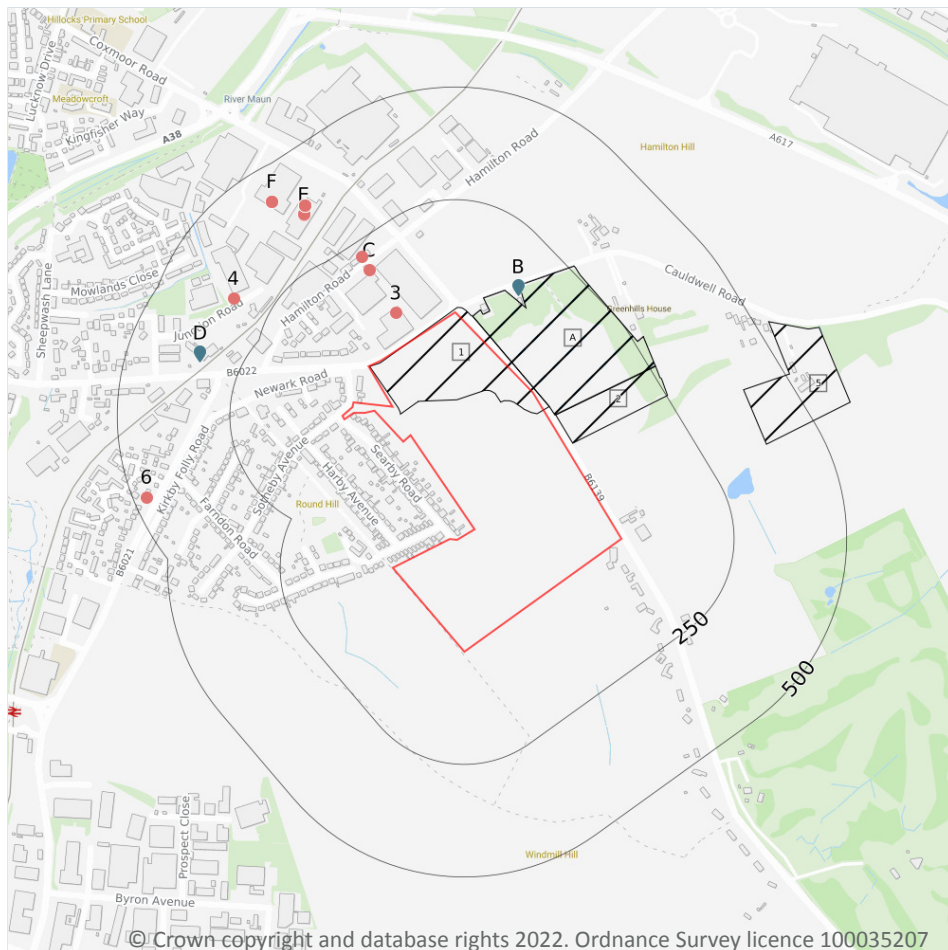 Hillocks Primary School
Coxmoor Road
Lucknow Drive
Meadowcroft
River Maun
Kingfisher Way
A38
A617
Hamilton Hill
Hamilton Road
F
F
C
B
4
3
D
Mowlands Close
Sheepwash Lane
Junction Road
Hamilton Road
Cauldwell Road
Greenhills House
1
A
2
5
B6022
Newark Road
6
Kirkby Folly Road
Sotheby Avenue
Searby Road
Harby Avenue
Round Hill
Farndon Road
B6021
B6139
250
500
Prospect Close
Windmill Hill
Byron Avenue
© Crown copyright and database rights 2022. Ordnance Survey licence 100035207